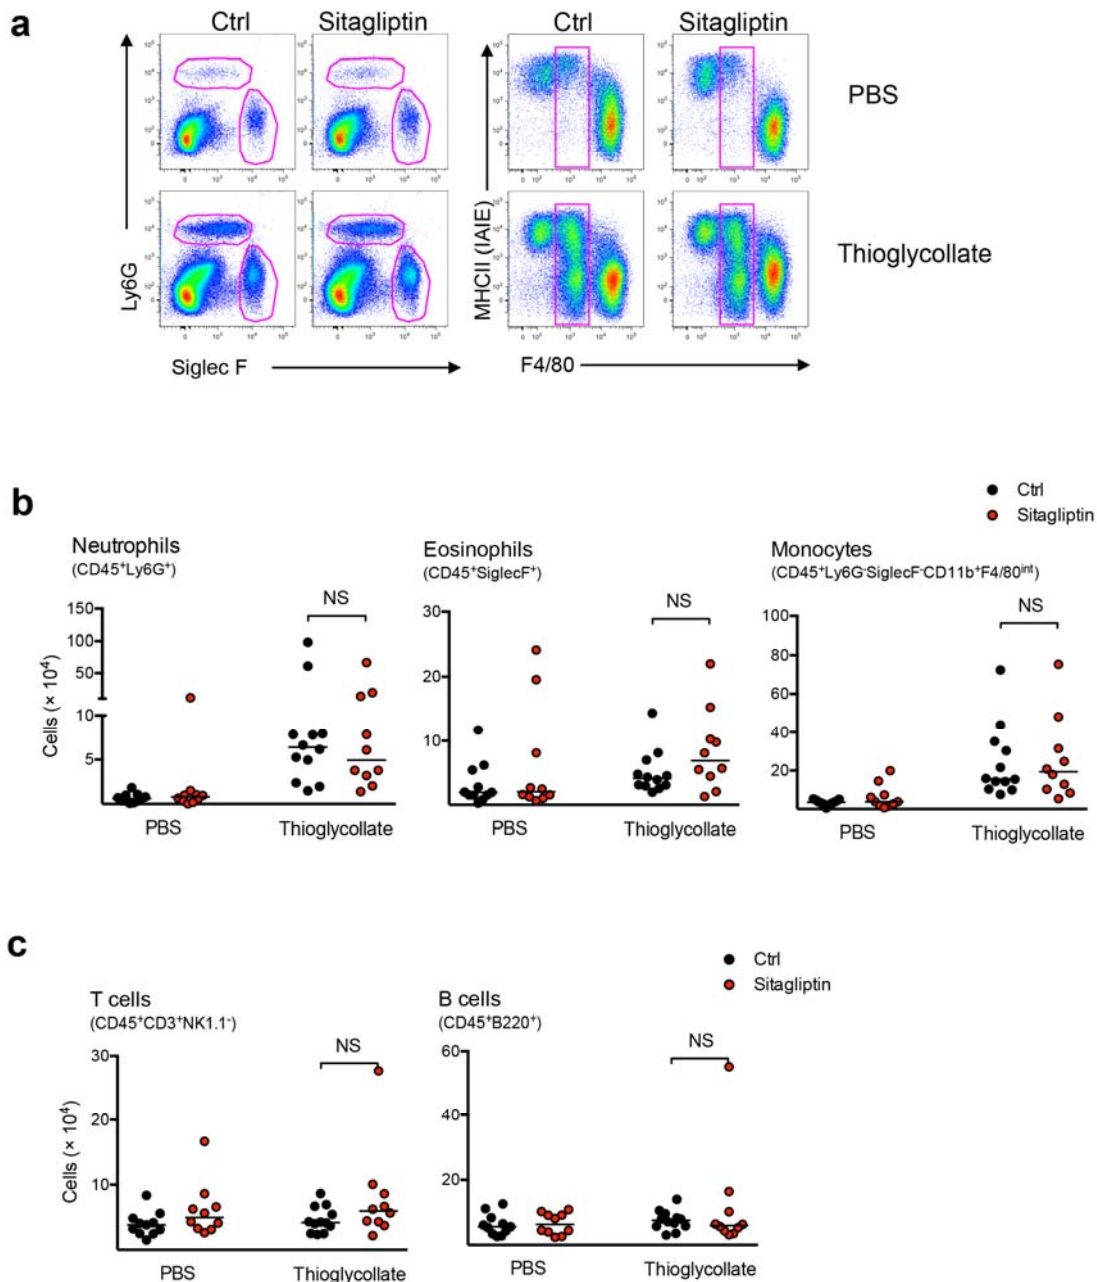 a
Ctrl Sitagliptin Ctrl Sitagliptin
PBS
Thioglycollate
Ly6G
MHCII (IAIE)
Siglec F
F4/80
b
Ctrl
Sitagliptin
Neutrophils
(CD45⁺Ly6G⁺)
Eosinophils
(CD45⁺SiglecF⁺)
Monocytes
(CD45⁺Ly6G⁻SiglecF⁻CD11b⁺F4/80ⁱⁿᵗ)
Cells (× 10⁴)
150
100
50
10
5
NS
PBS Thioglycollate
30
20
10
NS
PBS Thioglycollate
100
80
60
40
20
NS
PBS Thioglycollate
c
Ctrl
Sitagliptin
T cells
(CD45⁺CD3⁺NK1.1⁻)
B cells
(CD45⁺B220⁺)
Cells (× 10⁴)
30
20
10
NS
PBS Thioglycollate
60
40
20
NS
PBS Thioglycollate